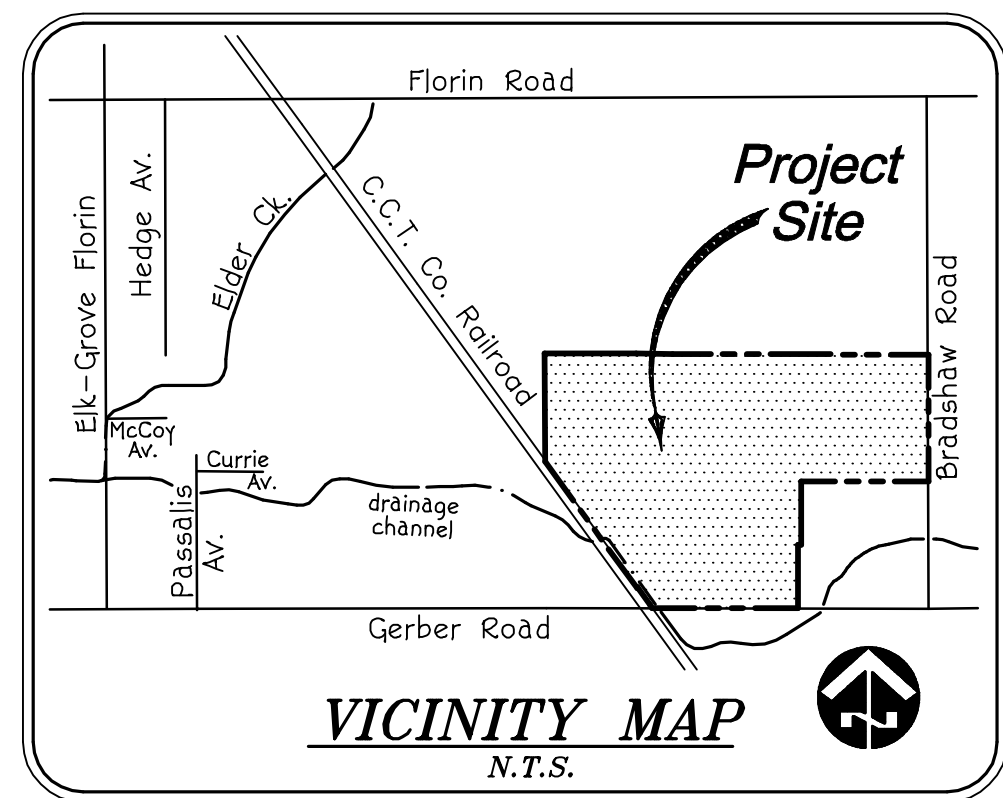 Florin Road
Elk-Grove Florin
Hedge Av.
Elder Ck.
C.C.T. Co. Railroad
Project
Site
Bradshaw Road
McCoy
Av.
Currie
Av.
Passalis
Av.
drainage
channel
Gerber Road
VICINITY MAP
N.T.S.
N